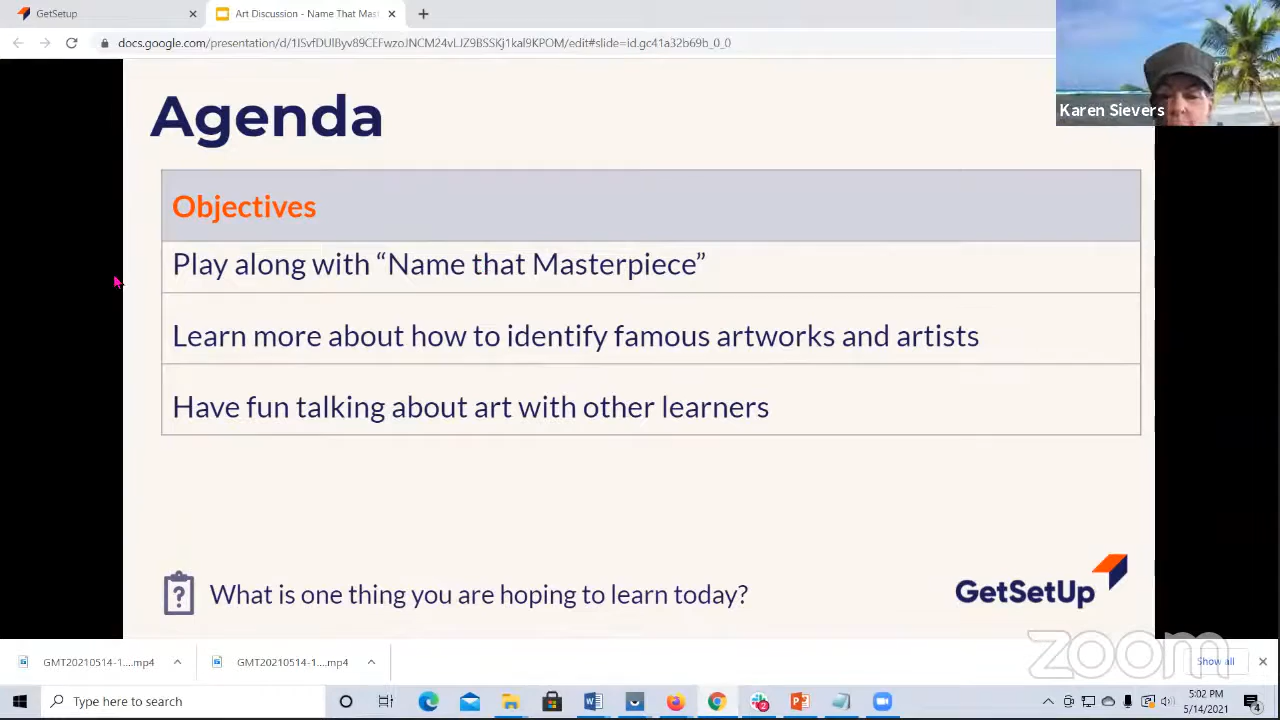 GetSetup
Art Discussion - Name That Mast
docs.google.com/presentation/d/1ISvfDUIByv89CEFwzoJNCM24vLJZ9BSSKj1kal9KPOM/edit#slide=id.gc41a32b69b_0_0
Karen Sievers
Agenda
Objectives
Play along with “Name that Masterpiece”
Learn more about how to identify famous artworks and artists
Have fun talking about art with other learners
What is one thing you are hoping to learn today?
GetSetUp
zoom
GMT20210514-1....mp4
GMT20210514-1....mp4
Show all
Type here to search
5:02 PM
5/14/2021
4